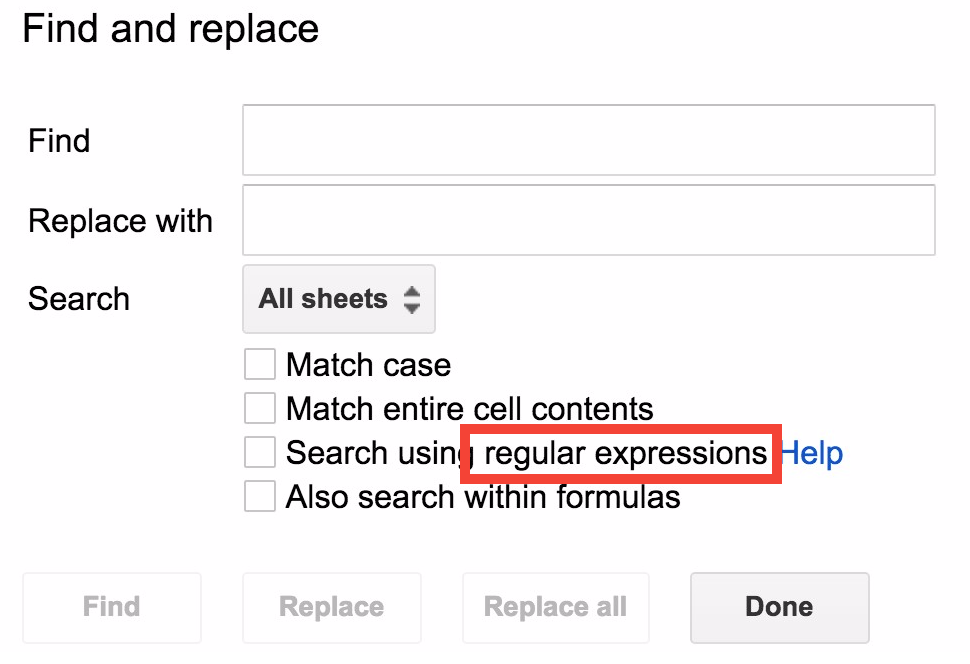 Find and replace
Find
Replace with
Search All sheets
Match case
Match entire cell contents
Search using regular expressions Help
Also search within formulas
Find Replace Replace all Done